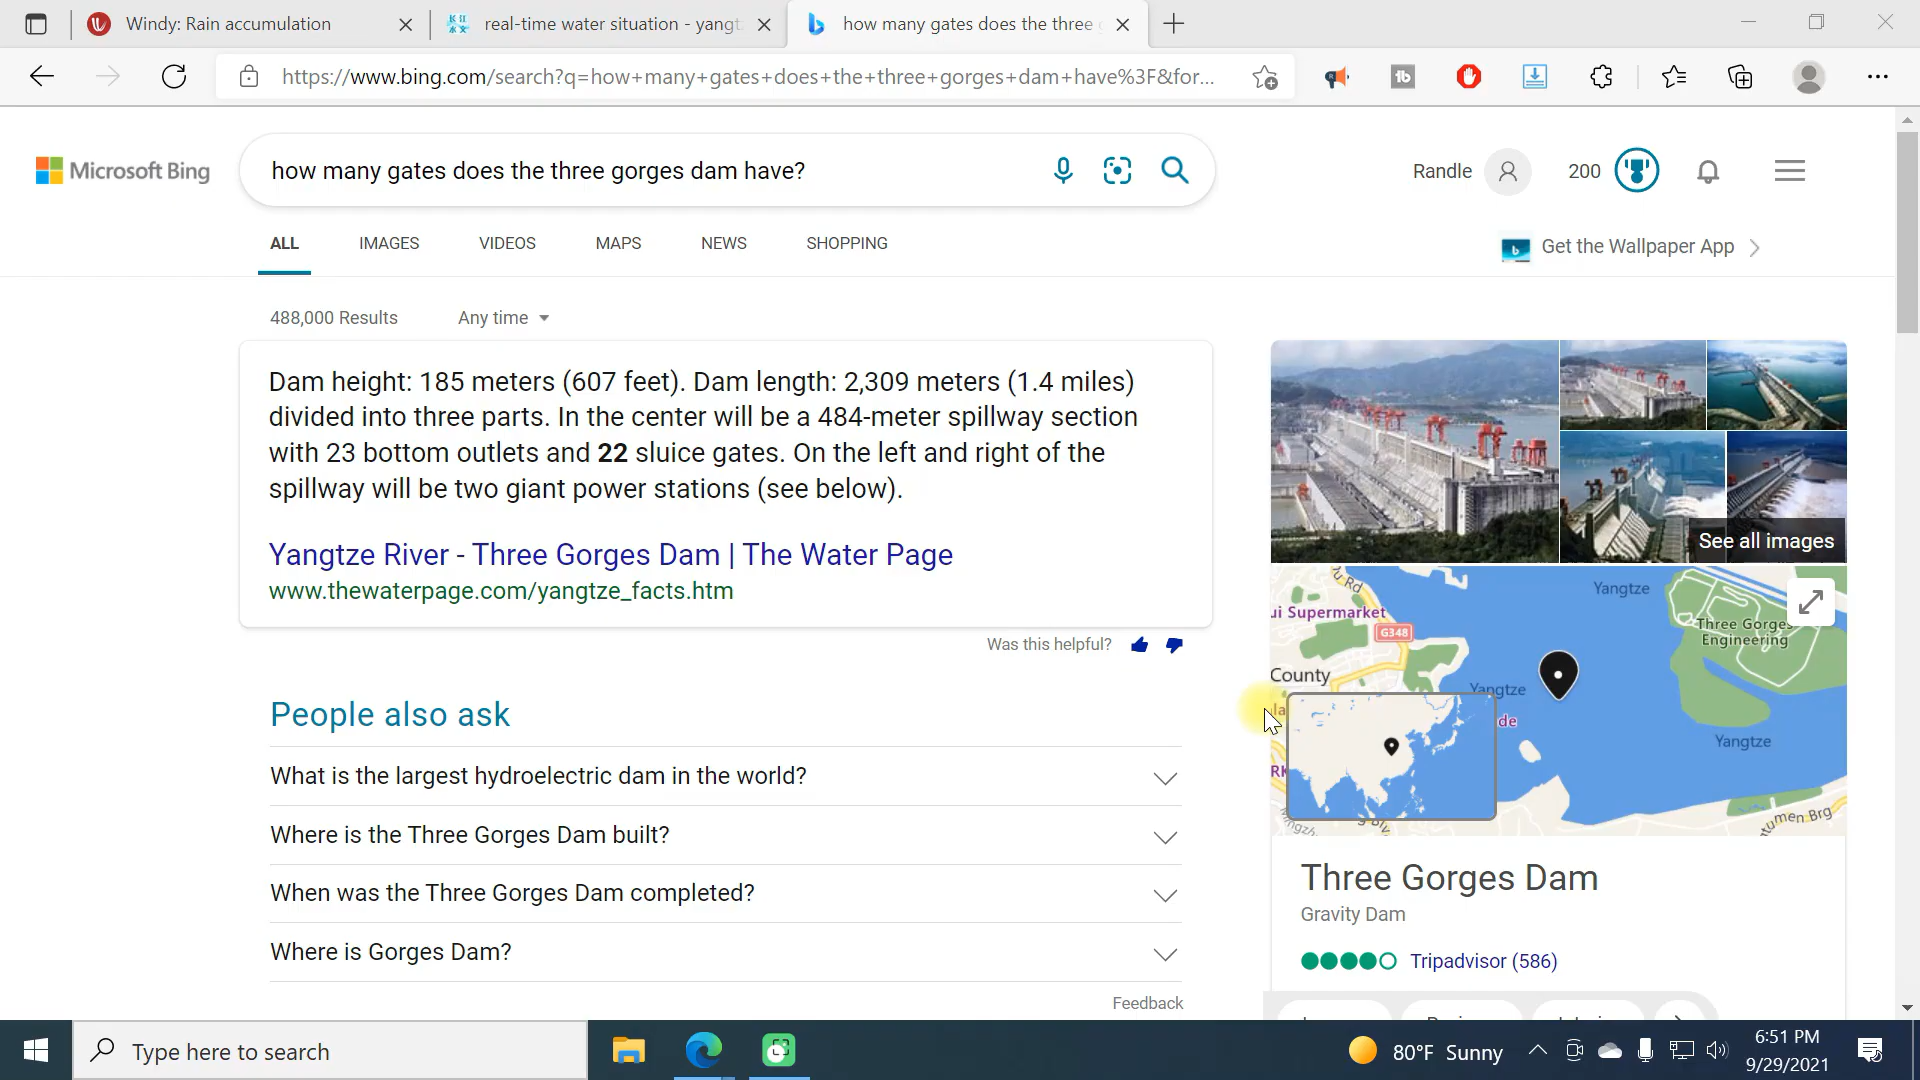 Windy: Rain accumulation
real-time water situation - yangt
how many gates does the three
https://www.bing.com/search?q=how+many+gates+does+the+three+gorges+dam+have%3F&for...
Microsoft Bing
how many gates does the three gorges dam have?
Randle
200
ALL
IMAGES
VIDEOS
MAPS
NEWS
SHOPPING
Get the Wallpaper App
488,000 Results
Any time
Dam height: 185 meters (607 feet). Dam length: 2,309 meters (1.4 miles)
divided into three parts. In the center will be a 484-meter spillway section
with 23 bottom outlets and 22 sluice gates. On the left and right of the
spillway will be two giant power stations (see below).
Yangtze River - Three Gorges Dam | The Water Page
www.thewaterpage.com/yangtze_facts.htm
Was this helpful?
See all images
Yangtze
ui Supermarket
G348
Three Gorges
Engineering
County
Yangtze
de
Yangtze
tumen Brg
People also ask
What is the largest hydroelectric dam in the world?
Where is the Three Gorges Dam built?
When was the Three Gorges Dam completed?
Where is Gorges Dam?
Feedback
Three Gorges Dam
Gravity Dam
Tripadvisor (586)
Type here to search
80°F Sunny
6:51 PM
9/29/2021